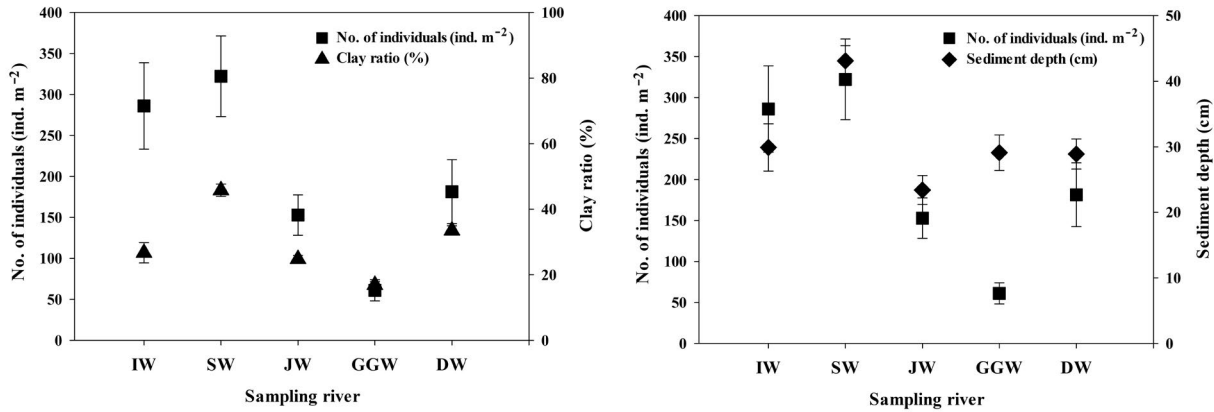 No. of individuals (ind. m⁻²)
400
350
300
250
200
150
100
50
0
No. of individuals (ind. m⁻²)
Clay ratio (%)
100
80
60
40
20
0
Clay ratio (%)
IW SW JW GGW DW
Sampling river
No. of individuals (ind. m⁻²)
400
350
300
250
200
150
100
50
0
No. of individuals (ind. m⁻²)
Sediment depth (cm)
50
40
30
20
10
0
Sediment depth (cm)
IW SW JW GGW DW
Sampling river